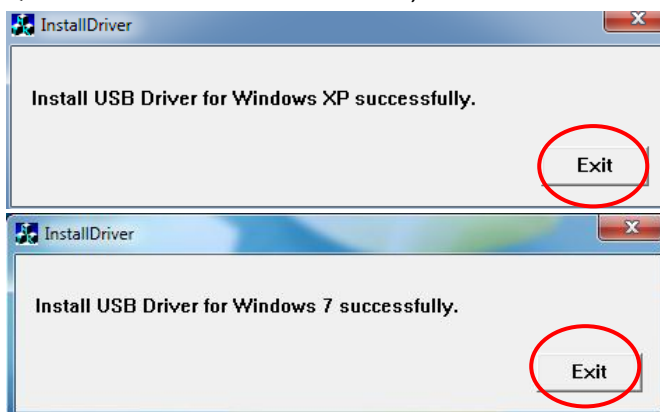 InstallDriver
Install USB Driver for Windows XP successfully.
Exit
InstallDriver
Install USB Driver for Windows 7 successfully.
Exit